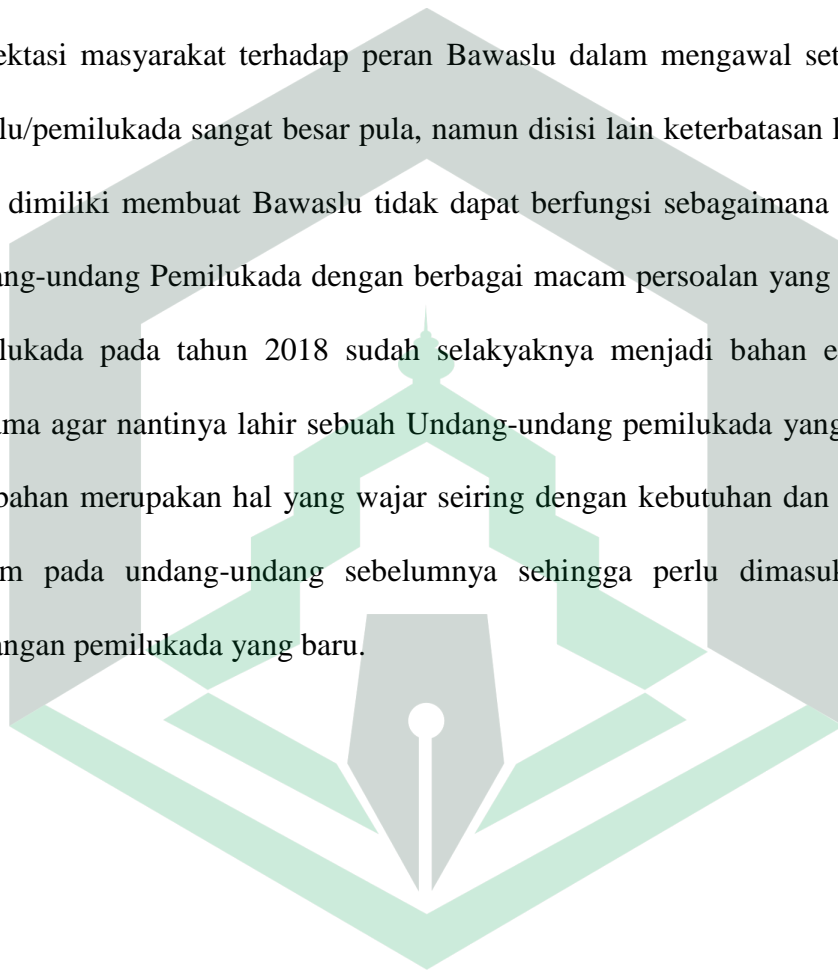 ektasi masyarakat terhadap peran Bawaslu dalam mengawal set
lu/pemilukada sangat besar pula, namun disisi lain keterbatasan
dimiliki membuat Bawaslu tidak dapat berfungsi sebagaimana
ang-undang Pemilukada dengan berbagai macam persoalan yang
lukada pada tahun 2018 sudah selakyaknya menjadi bahan e
ama agar nantinya lahir sebuah Undang-undang pemilukada yang
bahan merupakan hal yang wajar seiring dengan kebutuhan dan
m pada undang-undang sebelumnya sehingga perlu dimasuk
angan pemilukada yang baru.